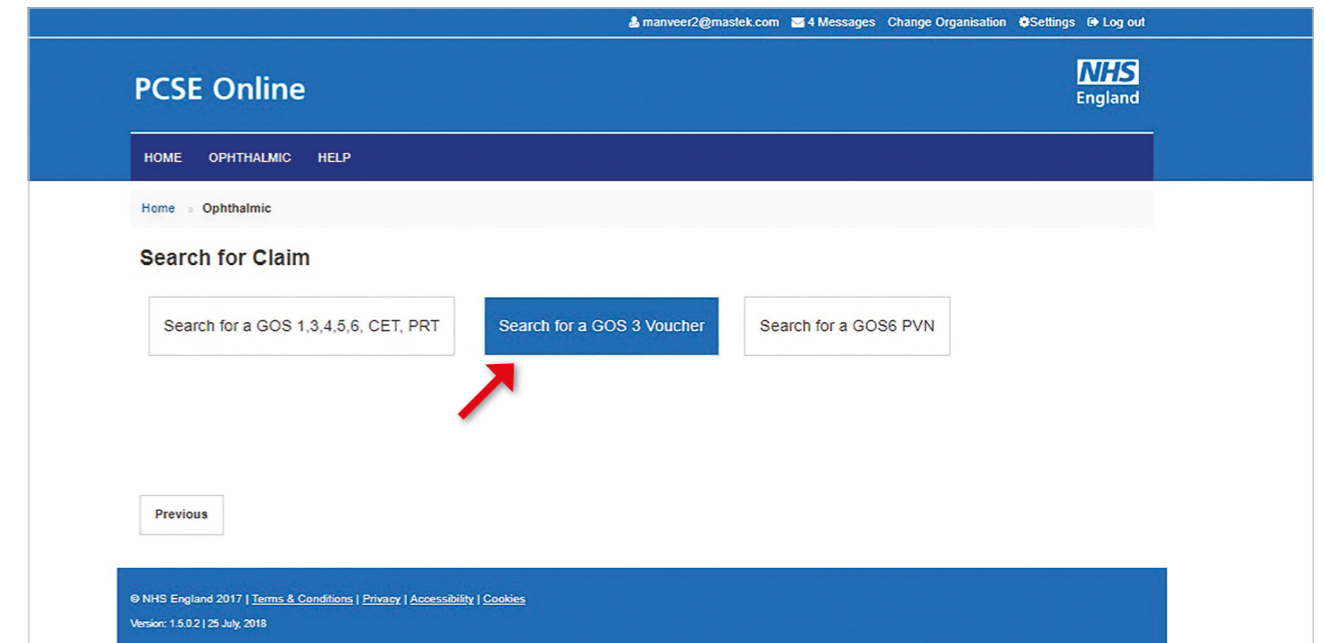 manveer2@mastek.com 4 Messages Change Organisation Settings Log out
PCSE Online
NHS
England
HOME OPHTHALMIC HELP
Home » Ophthalmic
Search for Claim
Search for a GOS 1,3,4,5,6, CET, PRT
Search for a GOS 3 Voucher
Search for a GOS6 PVN
Previous
© NHS England 2017 | Terms & Conditions | Privacy | Accessibility | Cookies
Version: 1.5.0.2 | 25 July, 2018